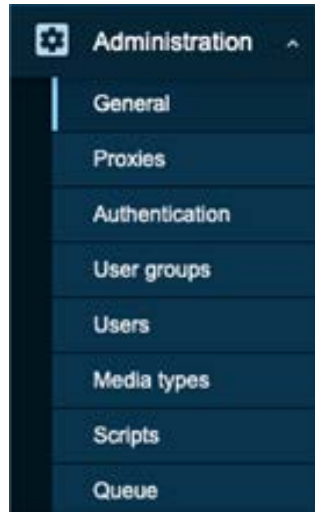 Administration
General
Proxies
Authentication
User groups
Users
Media types
Scripts
Queue